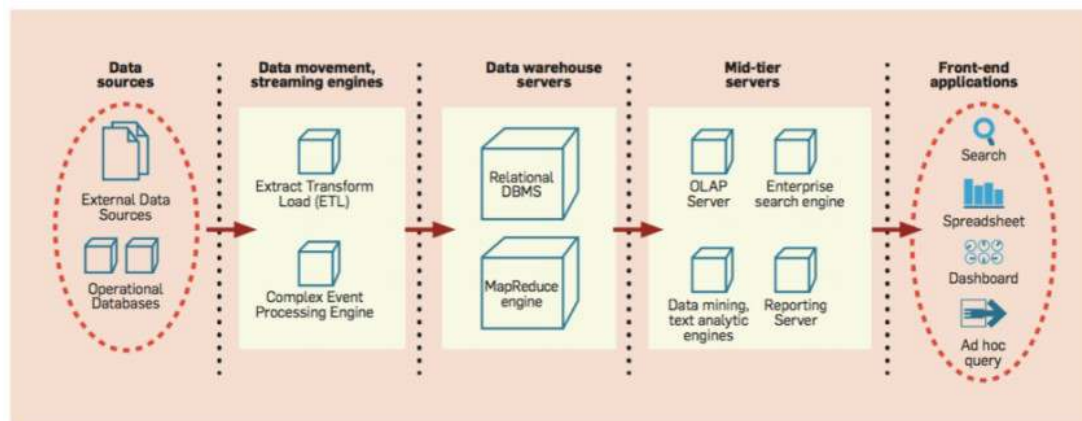 Data
sources
External Data
Sources
Operational
Databases
Data movement,
streaming engines
Extract Transform
Load (ETL)
Complex Event
Processing Engine
Data warehouse
servers
Relational
DBMS
MapReduce
engine
Mid-tier
servers
OLAP
Server
Enterprise
search engine
Data mining,
text analytic
engines
Reporting
Server
Front-end
applications
Search
Spreadsheet
Dashboard
Ad hoc
query